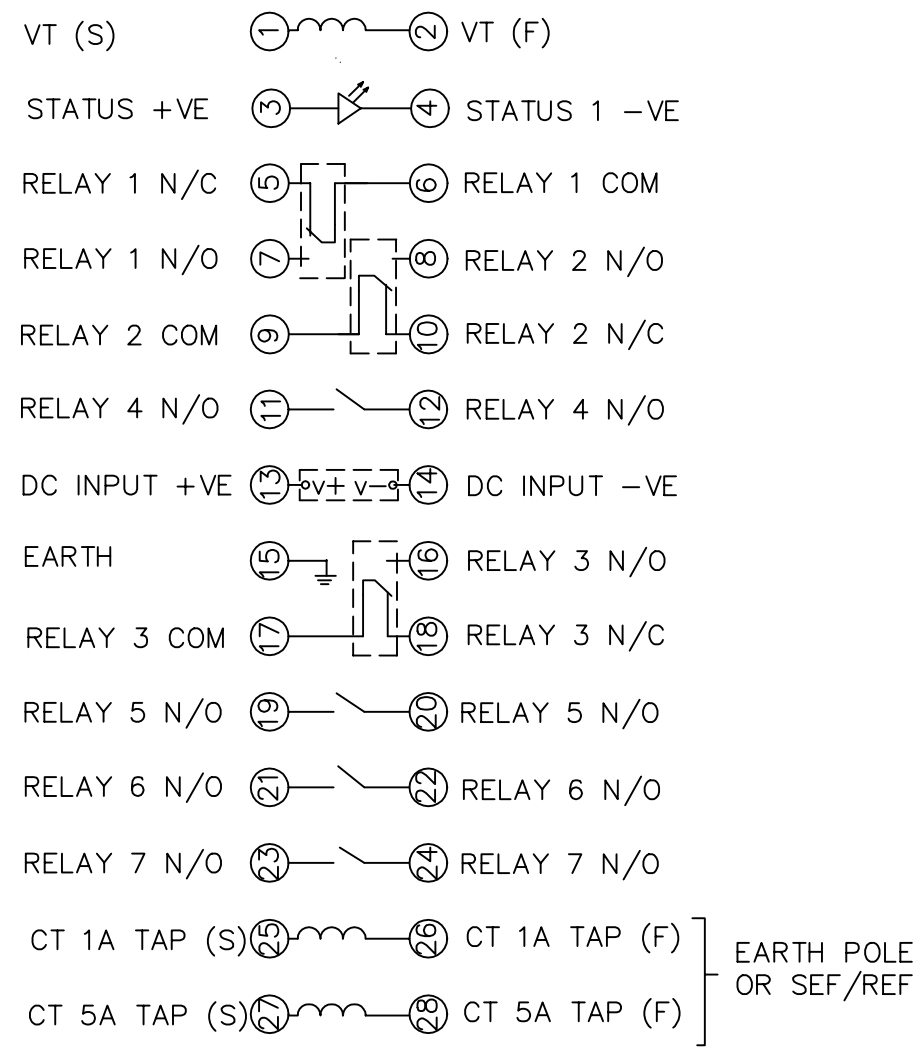 VT (S) 1 2 VT (F)
STATUS +VE 3 4 STATUS 1 −VE
RELAY 1 N/C 5 6 RELAY 1 COM
RELAY 1 N/O 7 8 RELAY 2 N/O
RELAY 2 COM 9 10 RELAY 2 N/C
RELAY 4 N/O 11 12 RELAY 4 N/O
DC INPUT +VE 13 V+ V− 14 DC INPUT −VE
EARTH 15 16 RELAY 3 N/O
RELAY 3 COM 17 18 RELAY 3 N/C
RELAY 5 N/O 19 20 RELAY 5 N/O
RELAY 6 N/O 21 22 RELAY 6 N/O
RELAY 7 N/O 23 24 RELAY 7 N/O
CT 1A TAP (S) 25 26 CT 1A TAP (F)
EARTH POLE
OR SEF/REF
CT 5A TAP (S) 27 28 CT 5A TAP (F)